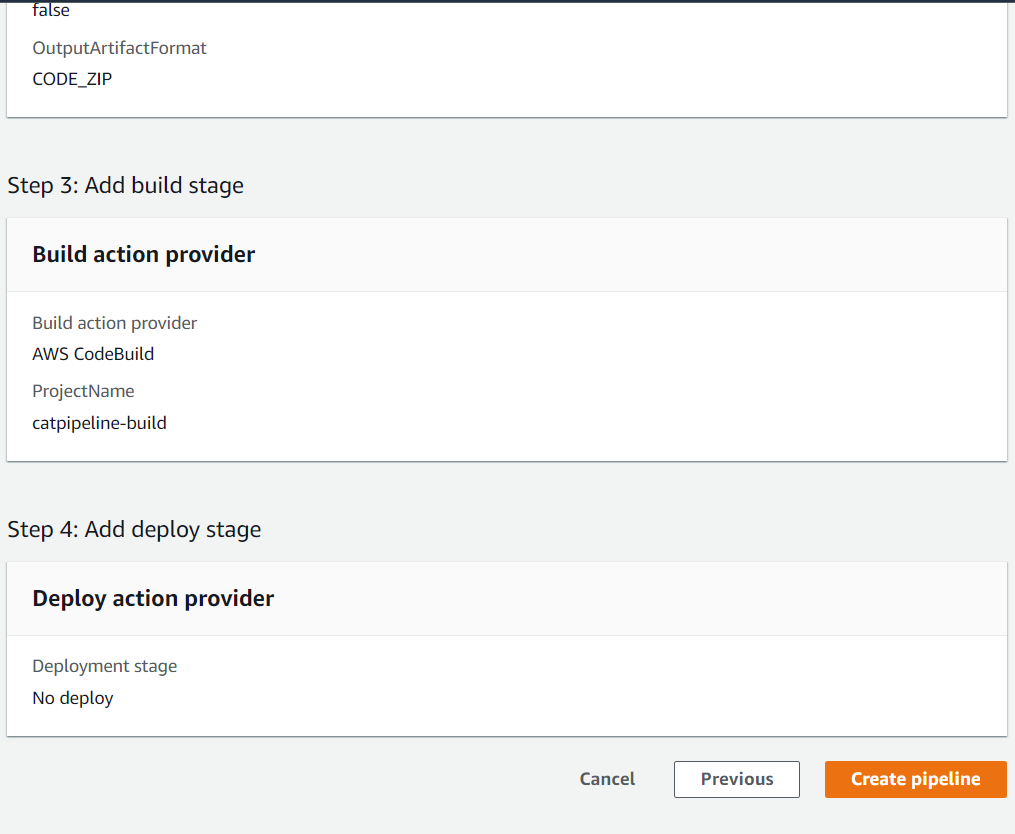 false
OutputArtifactFormat
CODE_ZIP
Step 3: Add build stage
Build action provider
Build action provider
AWS CodeBuild
ProjectName
catpipeline-build
Step 4: Add deploy stage
Deploy action provider
Deployment stage
No deploy
Cancel
Previous
Create pipeline